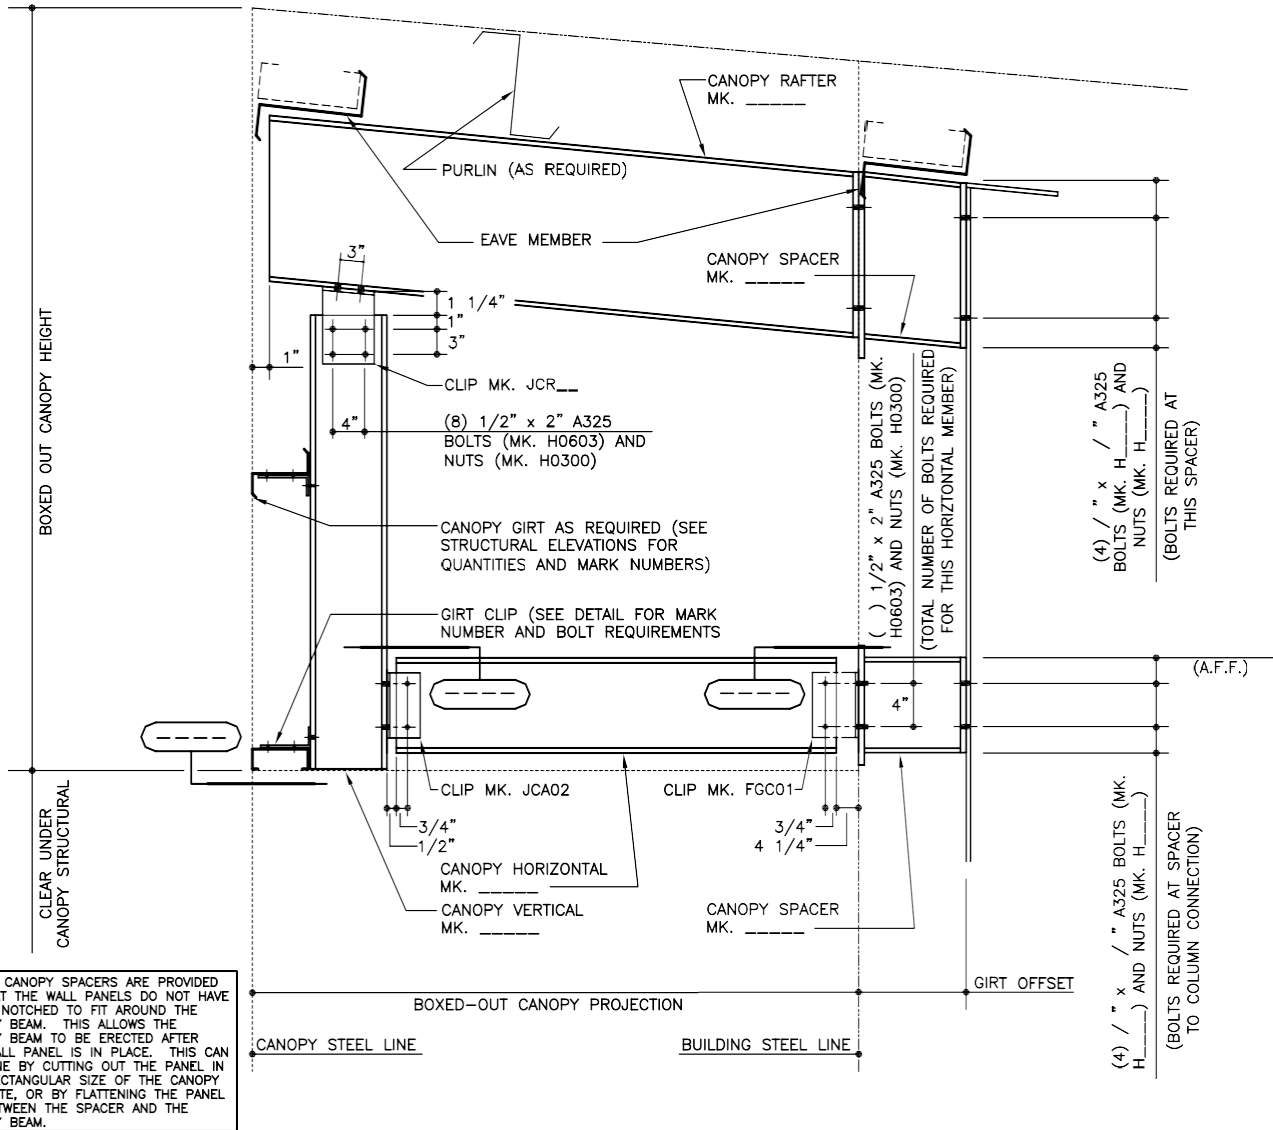 CANOPY RAFTER
MK. _____
PURLIN (AS REQUIRED)
EAVE MEMBER
CANOPY SPACER
MK. _____
3"
1 1/4"
1"
3"
1"
CLIP MK. JCR__
4"
(8) 1/2" x 2" A325
BOLTS (MK. H0603) AND
NUTS (MK. H0300)
CANOPY GIRT AS REQUIRED (SEE
STRUCTURAL ELEVATIONS FOR
QUANTITIES AND MARK NUMBERS)
GIRT CLIP (SEE DETAIL FOR MARK
NUMBER AND BOLT REQUIREMENTS
BOXED OUT CANOPY HEIGHT
CLEAR UNDER
CANOPY STRUCTURAL
( ) 1/2" x 2" A325 BOLTS (MK.
H0603) AND NUTS (MK. H0300)
(TOTAL NUMBER OF BOLTS REQUIRED
FOR THIS HORIZTONTAL MEMBER)
(4) / " x / " A325
BOLTS (MK. H____) AND
NUTS (MK. H____)
(BOLTS REQUIRED AT
THIS SPACER)
(A.F.F.)
4"
CLIP MK. JCA02
CLIP MK. FGC01
3/4"
1/2"
3/4"
4 1/4"
CANOPY HORIZONTAL
MK. _____
CANOPY VERTICAL
MK. _____
CANOPY SPACER
MK. _____
(4) / " x / " A325 BOLTS (MK.
H____) AND NUTS (MK. H____)
(BOLTS REQUIRED AT SPACER
TO COLUMN CONNECTION)
GIRT OFFSET
BOXED-OUT CANOPY PROJECTION
CANOPY STEEL LINE
BUILDING STEEL LINE
CANOPY SPACERS ARE PROVIDED
THE WALL PANELS DO NOT HAVE
NOTCHED TO FIT AROUND THE
BEAM. THIS ALLOWS THE
BEAM TO BE ERECTED AFTER
PANEL IS IN PLACE. THIS CAN
BY CUTTING OUT THE PANEL IN
SIZE OF THE CANOPY
OR BY FLATTENING THE PANEL
THE SPACER AND THE
BEAM.